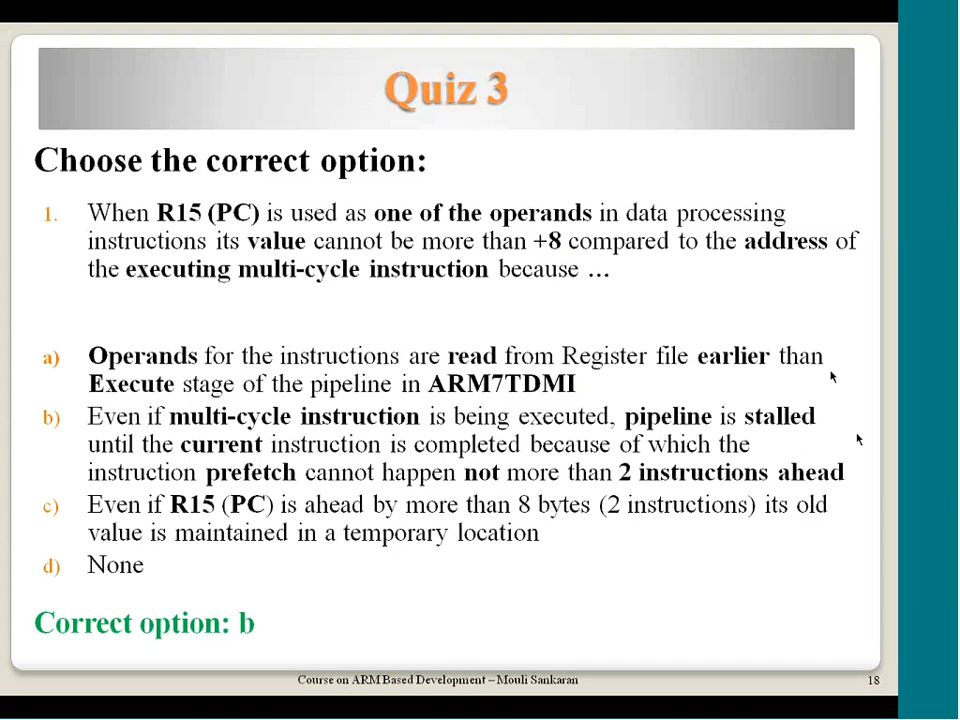 Quiz 3
Choose the correct option:
1. When R15 (PC) is used as one of the operands in data processing
instructions its value cannot be more than +8 compared to the address of
the executing multi-cycle instruction because …
a) Operands for the instructions are read from Register file earlier than
Execute stage of the pipeline in ARM7TDMI
b) Even if multi-cycle instruction is being executed, pipeline is stalled
until the current instruction is completed because of which the
instruction prefetch cannot happen not more than 2 instructions ahead
c) Even if R15 (PC) is ahead by more than 8 bytes (2 instructions) its old
value is maintained in a temporary location
d) None
Correct option: b
Course on ARM Based Development – Mouli Sankaran
18